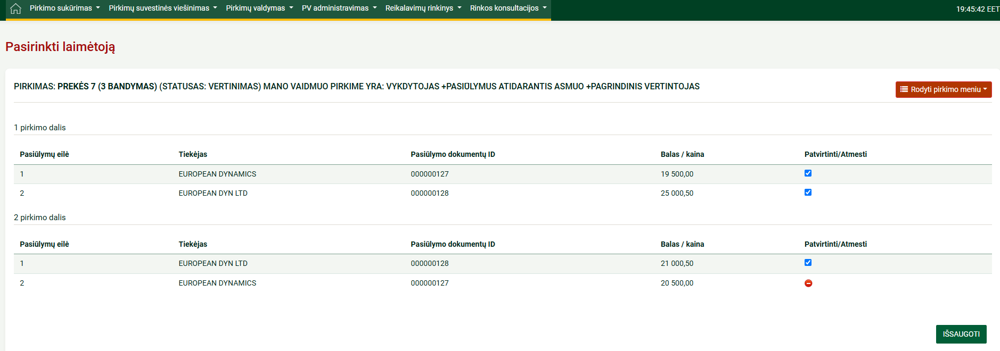 Pirkimo sukūrimas Pirkimų suvestinės viešinimas Pirkimų valdymas PV administravimas Reikalavimų rinkinys Rinkos konsultacijos 19:45:42 EET
Pasirinkti laimėtoją
PIRKIMAS: PREKĖS 7 (3 BANDYMAS) (STATUSAS: VERTINIMAS) MANO VAIDMUO PIRKIME YRA: VYKDYTOJAS +PASIŪLYMUS ATIDARANTIS ASMUO +PAGRINDINIS VERTINTOJAS
Rodyti pirkimo meniu
1 pirkimo dalis
Pasiūlymų eilė Tiekėjas Pasiūlymo dokumentų ID Balas / kaina Patvirtinti/Atmesti
1 EUROPEAN DYNAMICS 000000127 19 500,00
2 EUROPEAN DYN LTD 000000128 25 000,50
2 pirkimo dalis
Pasiūlymų eilė Tiekėjas Pasiūlymo dokumentų ID Balas / kaina Patvirtinti/Atmesti
1 EUROPEAN DYN LTD 000000128 21 000,50
2 EUROPEAN DYNAMICS 000000127 20 500,00
IŠSAUGOTI